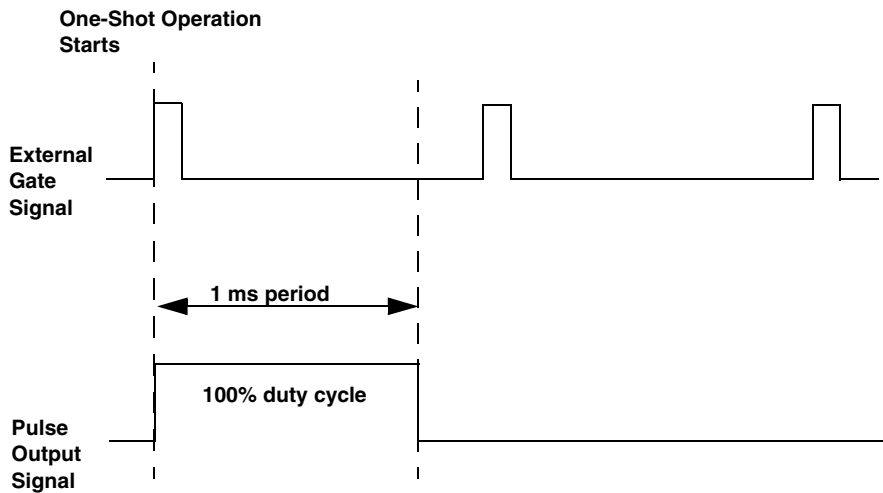 One-Shot Operation
Starts
External
Gate
Signal
1 ms period
100% duty cycle
Pulse
Output
Signal